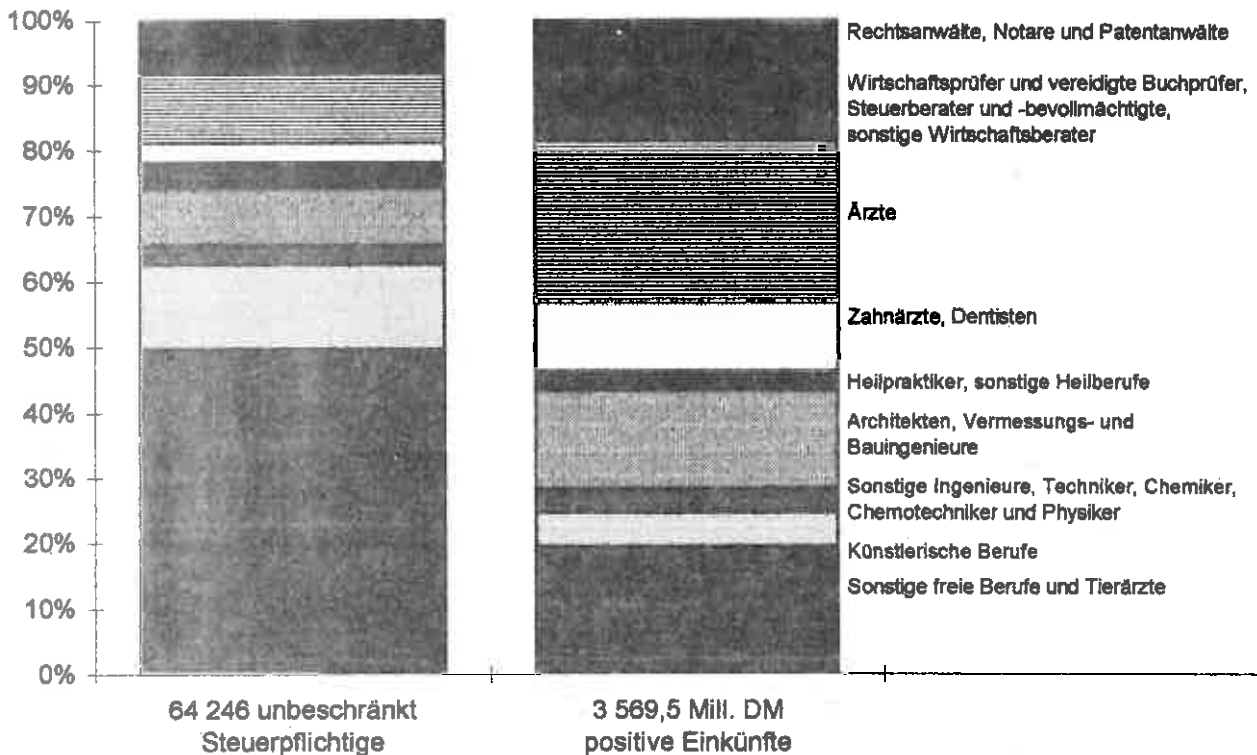 100%
90%
80%
70%
60%
50%
40%
30%
20%
10%
0%
Rechtsanwälte, Notare und Patentanwälte
Wirtschaftsprüfer und vereidigte Buchprüfer,
Steuerberater und -bevollmächtigte,
sonstige Wirtschaftsberater
Ärzte
Zahnärzte, Dentisten
Heilpraktiker, sonstige Heilberufe
Architekten, Vermessungs- und
Bauingenieure
Sonstige Ingenieure, Techniker, Chemiker,
Chemotechniker und Physiker
Künstlerische Berufe
Sonstige freie Berufe und Tierärzte
64 246 unbeschränkt
Steuerpflichtige
3 569,5 Mill. DM
positive Einkünfte